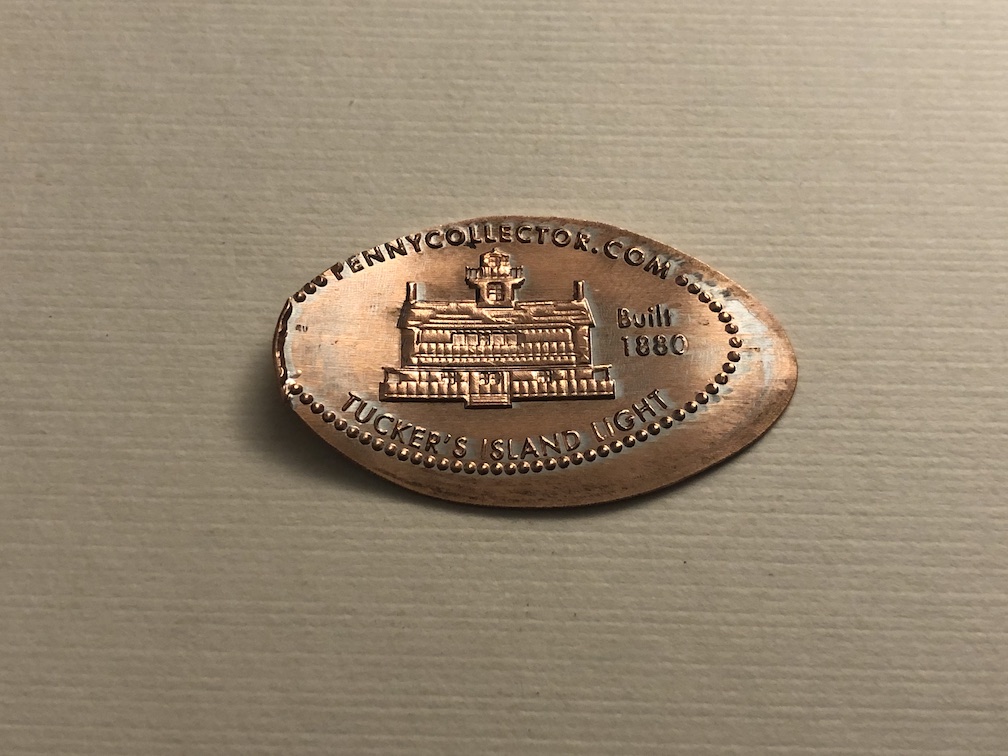 PENNYCOLLECTOR.COM
Built
1880
TUCKER'S ISLAND LIGHT